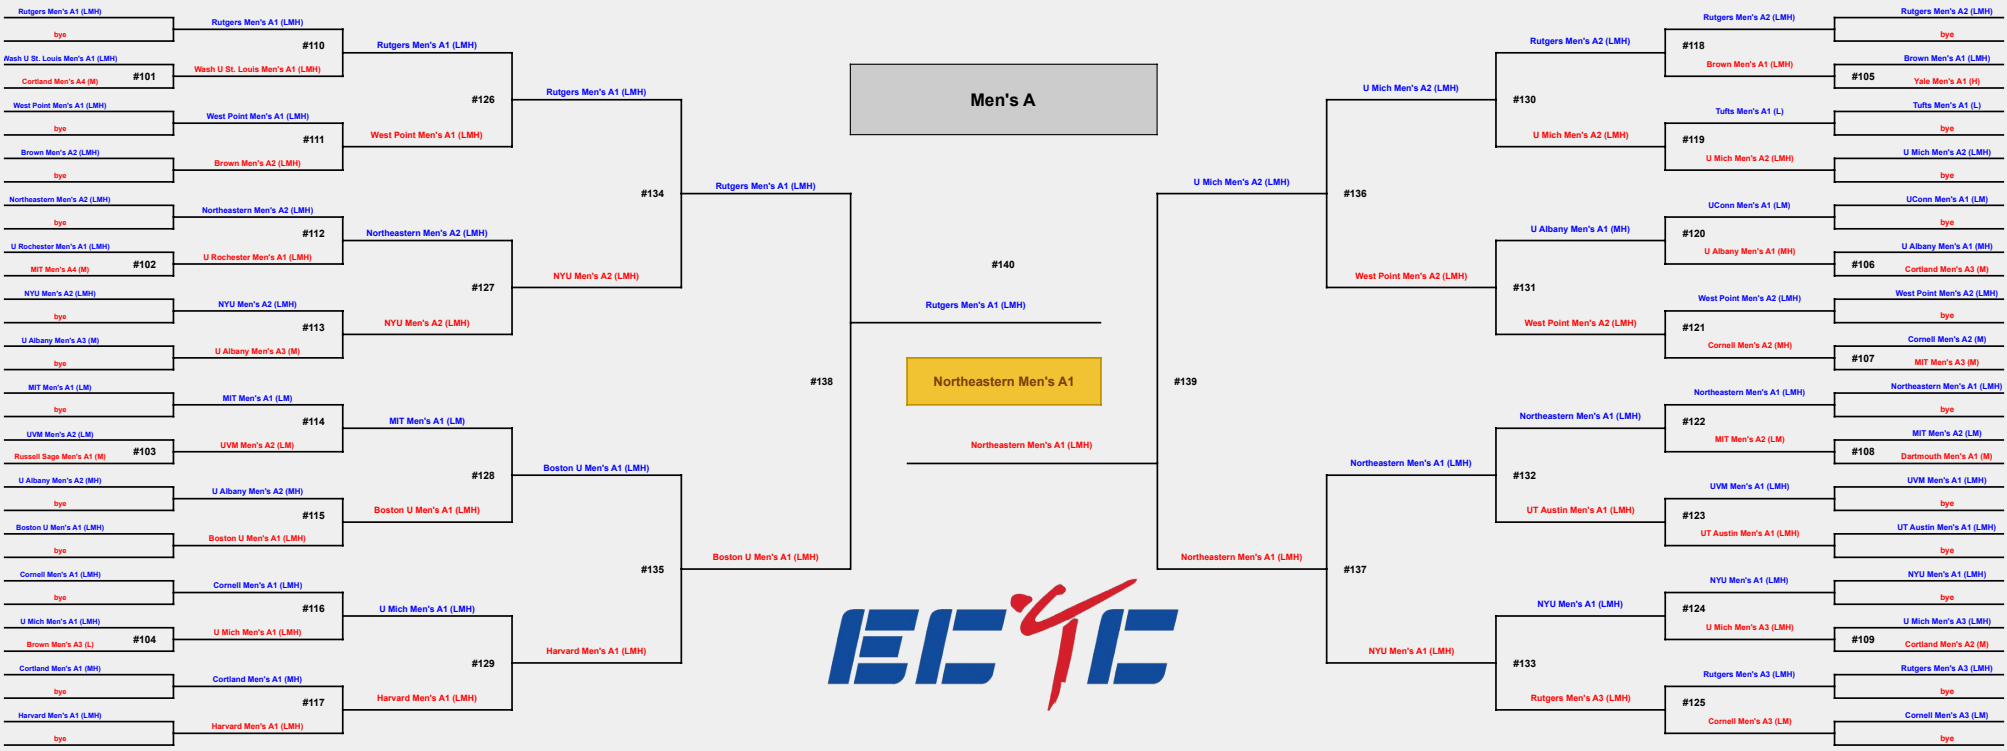 Rutgers Men's A1 (LMH)
bye
Wash U St. Louis Men's A1 (LMH)
Cortland Men's A4 (M)
#101
West Point Men's A1 (LMH)
bye
Brown Men's A2 (LMH)
bye
Northeastern Men's A2 (LMH)
bye
U Rochester Men's A1 (LMH)
MIT Men's A4 (M)
#102
NYU Men's A2 (LMH)
bye
U Albany Men's A3 (M)
bye
MIT Men's A1 (LM)
bye
UVM Men's A2 (LM)
Russell Sage Men's A1 (M)
#103
U Albany Men's A2 (MH)
bye
Boston U Men's A1 (LMH)
bye
Cornell Men's A1 (LMH)
bye
U Mich Men's A1 (LMH)
Brown Men's A3 (L)
#104
Cortland Men's A1 (MH)
bye
Harvard Men's A1 (LMH)
bye
Rutgers Men's A1 (LMH)
#110
Wash U St. Louis Men's A1 (LMH)
West Point Men's A1 (LMH)
#111
Brown Men's A2 (LMH)
Northeastern Men's A2 (LMH)
#112
U Rochester Men's A1 (LMH)
NYU Men's A2 (LMH)
#113
U Albany Men's A3 (M)
MIT Men's A1 (LM)
#114
UVM Men's A2 (LM)
U Albany Men's A2 (MH)
#115
Boston U Men's A1 (LMH)
Cornell Men's A1 (LMH)
#116
U Mich Men's A1 (LMH)
Cortland Men's A1 (MH)
#117
Harvard Men's A1 (LMH)
Rutgers Men's A1 (LMH)
#126
West Point Men's A1 (LMH)
Northeastern Men's A2 (LMH)
#127
NYU Men's A2 (LMH)
MIT Men's A1 (LM)
#128
Boston U Men's A1 (LMH)
U Mich Men's A1 (LMH)
#129
Harvard Men's A1 (LMH)
Rutgers Men's A1 (LMH)
#134
NYU Men's A2 (LMH)
Boston U Men's A1 (LMH)
#135
Harvard Men's A1 (LMH)
Rutgers Men's A1 (LMH)
#138
Boston U Men's A1 (LMH)
Men's A
#140
Rutgers Men's A1 (LMH)
Northeastern Men's A1
Northeastern Men's A1 (LMH)
ECTC
U Mich Men's A2 (LMH)
#139
Northeastern Men's A1 (LMH)
U Mich Men's A2 (LMH)
#136
West Point Men's A2 (LMH)
Northeastern Men's A1 (LMH)
#137
NYU Men's A1 (LMH)
Rutgers Men's A2 (LMH)
#130
U Mich Men's A2 (LMH)
U Albany Men's A1 (MH)
#131
West Point Men's A2 (LMH)
Northeastern Men's A1 (LMH)
#132
UT Austin Men's A1 (LMH)
NYU Men's A1 (LMH)
#133
Rutgers Men's A3 (LMH)
Rutgers Men's A2 (LMH)
#118
Brown Men's A1 (LMH)
Tufts Men's A1 (L)
#119
U Mich Men's A2 (LMH)
UConn Men's A1 (LM)
#120
U Albany Men's A1 (MH)
West Point Men's A2 (LMH)
#121
Cornell Men's A2 (MH)
Northeastern Men's A1 (LMH)
#122
MIT Men's A2 (LM)
UVM Men's A1 (LMH)
#123
UT Austin Men's A1 (LMH)
NYU Men's A1 (LMH)
#124
U Mich Men's A3 (LMH)
Rutgers Men's A3 (LMH)
#125
Cornell Men's A3 (LM)
Rutgers Men's A2 (LMH)
bye
Brown Men's A1 (LMH)
#105
Yale Men's A1 (H)
Tufts Men's A1 (L)
bye
U Mich Men's A2 (LMH)
bye
UConn Men's A1 (LM)
bye
U Albany Men's A1 (MH)
#106
Cortland Men's A3 (M)
West Point Men's A2 (LMH)
bye
Cornell Men's A2 (M)
#107
MIT Men's A3 (M)
Northeastern Men's A1 (LMH)
bye
MIT Men's A2 (LM)
#108
Dartmouth Men's A1 (M)
UVM Men's A1 (LMH)
bye
UT Austin Men's A1 (LMH)
bye
NYU Men's A1 (LMH)
bye
U Mich Men's A3 (LMH)
#109
Cortland Men's A2 (M)
Rutgers Men's A3 (LMH)
bye
Cornell Men's A3 (LM)
bye